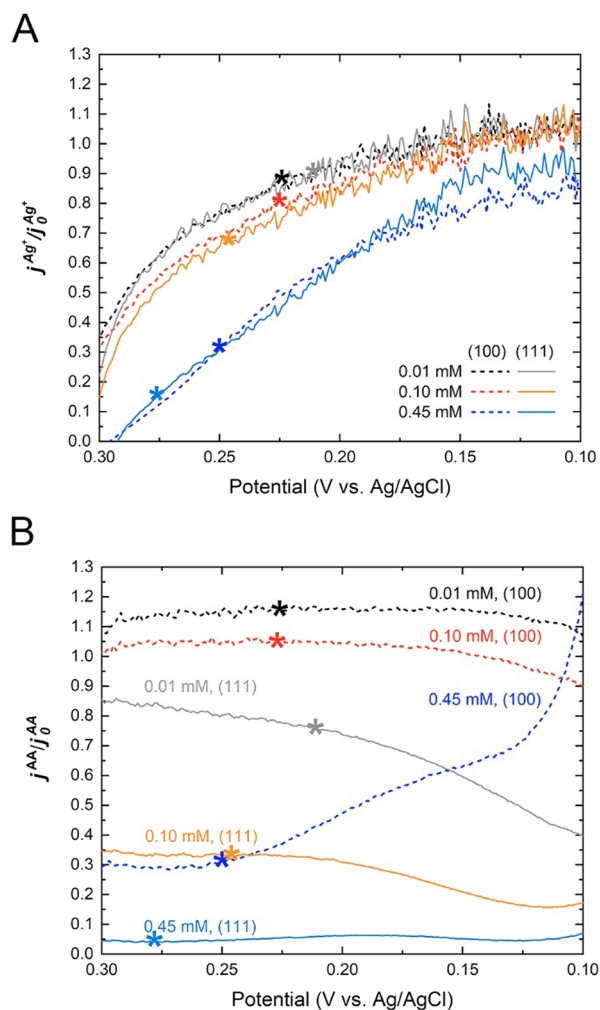 A
1.3
1.2
1.1
1.0
0.9
0.8
0.7
0.6
0.5
0.4
0.3
0.2
0.1
0.0
j^Ag+/j_0^Ag+
(100) (111)
0.01 mM
0.10 mM
0.45 mM
0.30 0.25 0.20 0.15 0.10
Potential (V vs. Ag/AgCl)
B
1.3
1.2
1.1
1.0
0.9
0.8
0.7
0.6
0.5
0.4
0.3
0.2
0.1
0.0
j^AA/j_0^AA
0.01 mM, (100)
0.10 mM, (100)
0.01 mM, (111)
0.45 mM, (100)
0.10 mM, (111)
0.45 mM, (111)
0.30 0.25 0.20 0.15 0.10
Potential (V vs. Ag/AgCl)